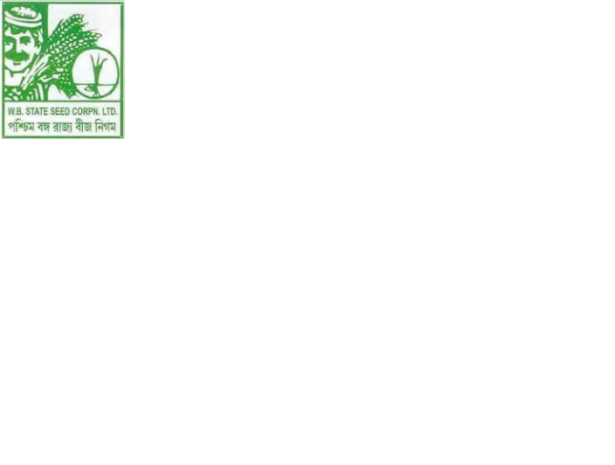 W.B. STATE SEED CORPN. LTD.
পশ্চিম বঙ্গ রাজ্য বীজ নিগম